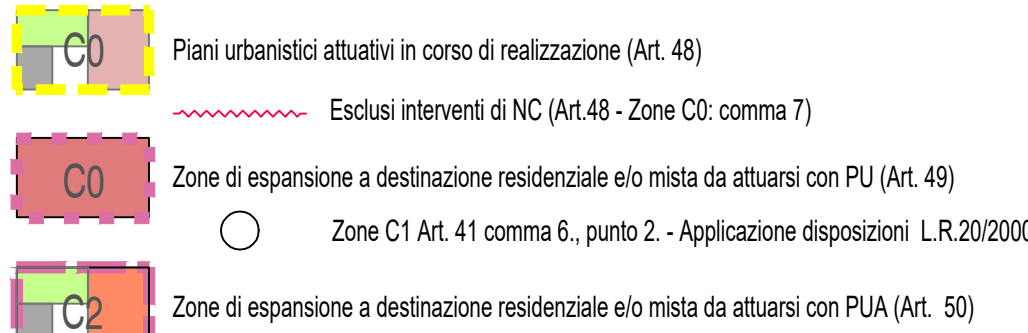 C0 Piani urbanistici attuativi in corso di realizzazione (Art. 48)
Esclusi interventi di NC (Art.48 - Zone C0: comma 7)
C0 Zone di espansione a destinazione residenziale e/o mista da attuarsi con PU (Art. 49)
Zone C1 Art. 41 comma 6., punto 2. - Applicazione disposizioni L.R.20/2000
C2 Zone di espansione a destinazione residenziale e/o mista da attuarsi con PUA (Art. 50)